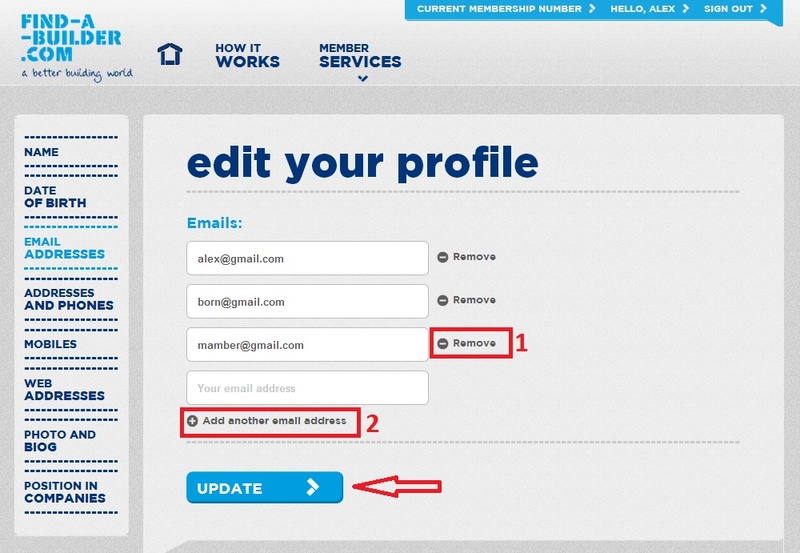 FIND-A
-BUILDER
.COM
a better building world
CURRENT MEMBERSHIP NUMBER
HELLO, ALEX
SIGN OUT
HOW IT
WORKS
MEMBER
SERVICES
NAME
DATE
OF BIRTH
EMAIL
ADDRESSES
ADDRESSES
AND PHONES
MOBILES
WEB
ADDRESSES
PHOTO AND
BIOG
POSITION IN
COMPANIES
edit your profile
Emails:
alex@gmail.com
Remove
born@gmail.com
Remove
mamber@gmail.com
Remove
1
Your email address
Add another email address
2
UPDATE